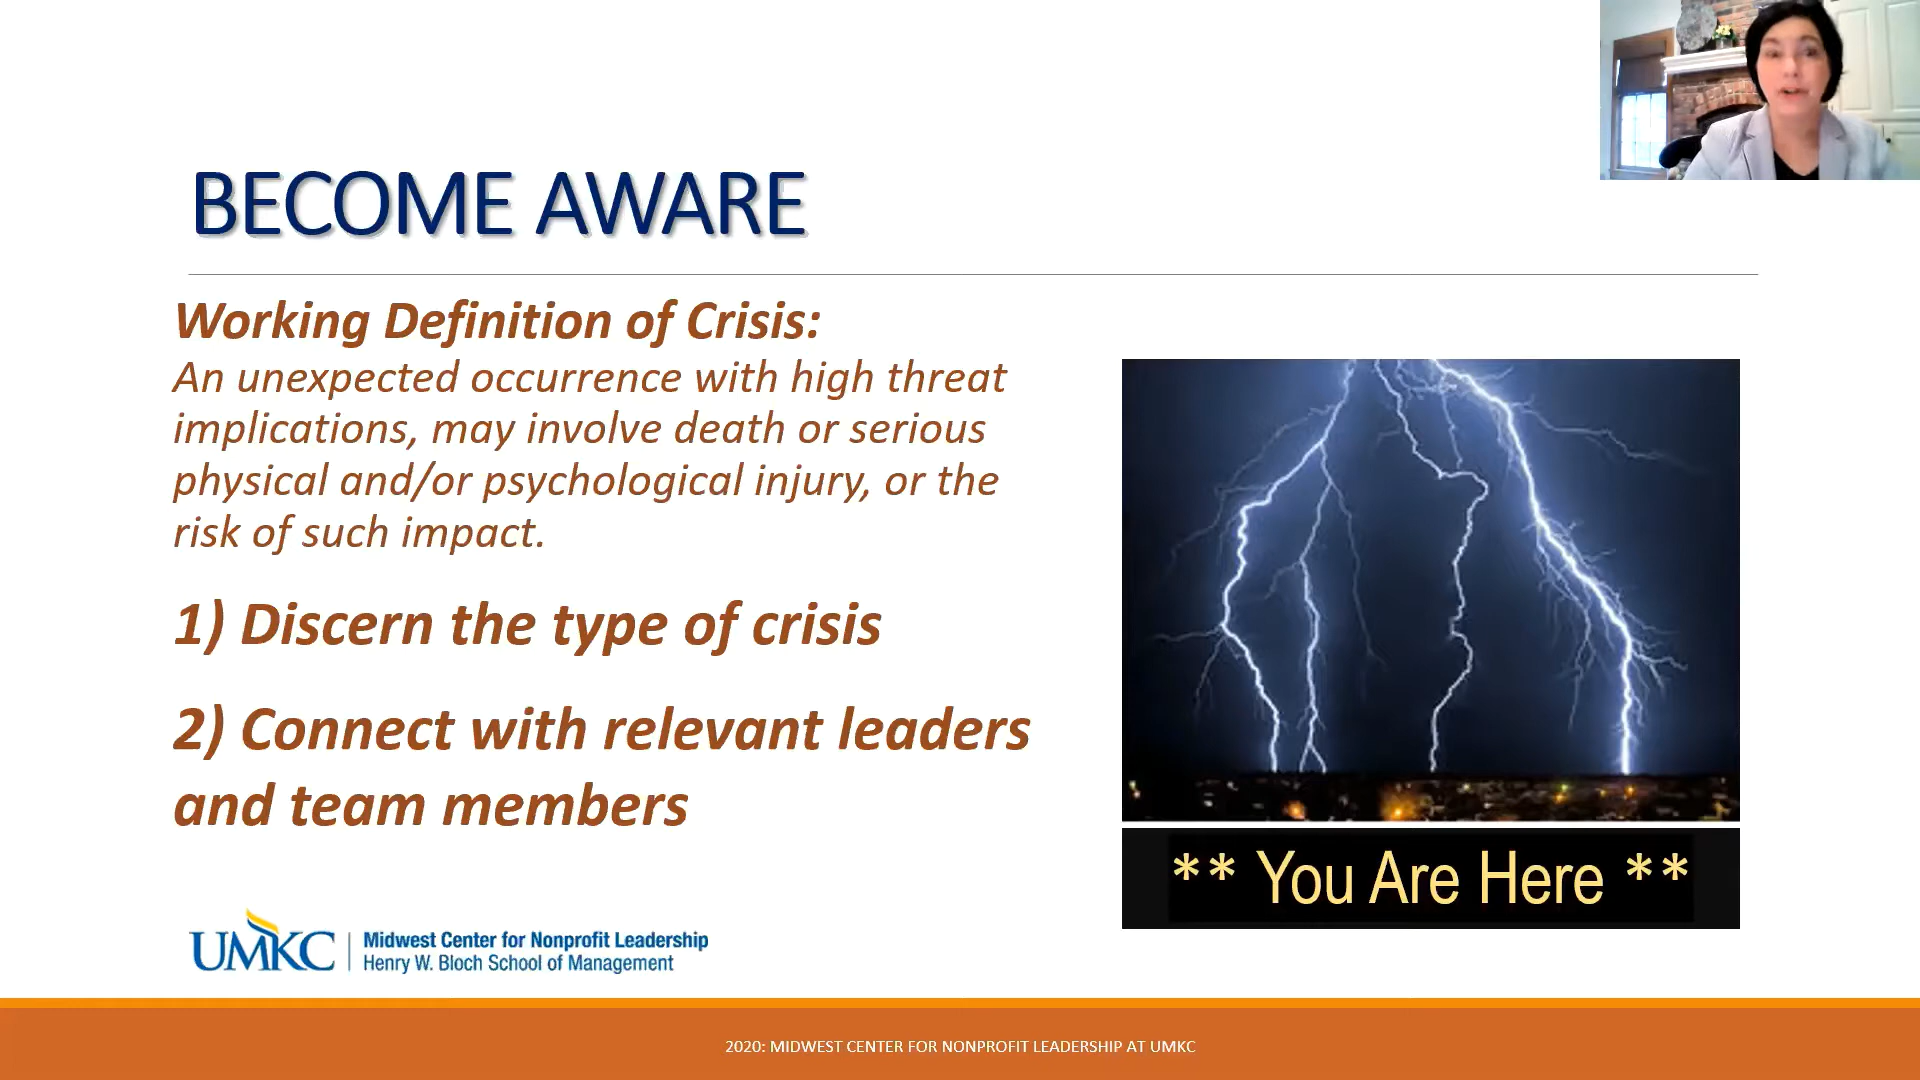 BECOME AWARE
Working Definition of Crisis:
An unexpected occurrence with high threat
implications, may involve death or serious
physical and/or psychological injury, or the
risk of such impact.
1) Discern the type of crisis
2) Connect with relevant leaders
and team members
** You Are Here **
UMKC
Midwest Center for Nonprofit Leadership
Henry W. Bloch School of Management
2020: MIDWEST CENTER FOR NONPROFIT LEADERSHIP AT UMKC